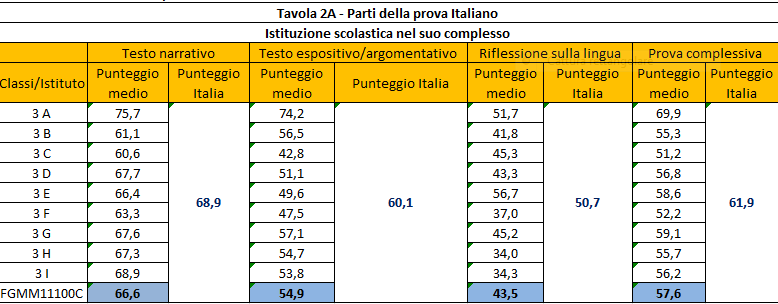 Tavola 2A - Parti della prova Italiano
Istituzione scolastica nel suo complesso
Testo narrativo Testo espositivo/argomentativo Riflessione sulla lingua Prova complessiva
Classi/Istituto Punteggio medio Punteggio Italia Punteggio medio Punteggio Italia Punteggio medio Punteggio Italia Punteggio medio Punteggio Italia
3 A 75,7 74,2 51,7 69,9
3 B 61,1 56,5 41,8 55,3
3 C 60,6 42,8 45,3 51,2
3 D 67,7 51,1 43,3 56,8
3 E 66,4 68,9 49,6 60,1 56,7 50,7 58,6 61,9
3 F 63,3 47,5 37,0 52,2
3 G 67,6 57,1 45,2 59,1
3 H 67,3 54,7 34,0 55,7
3 I 68,9 53,8 34,3 56,2
FGMM11100C 66,6 54,9 43,5 57,6